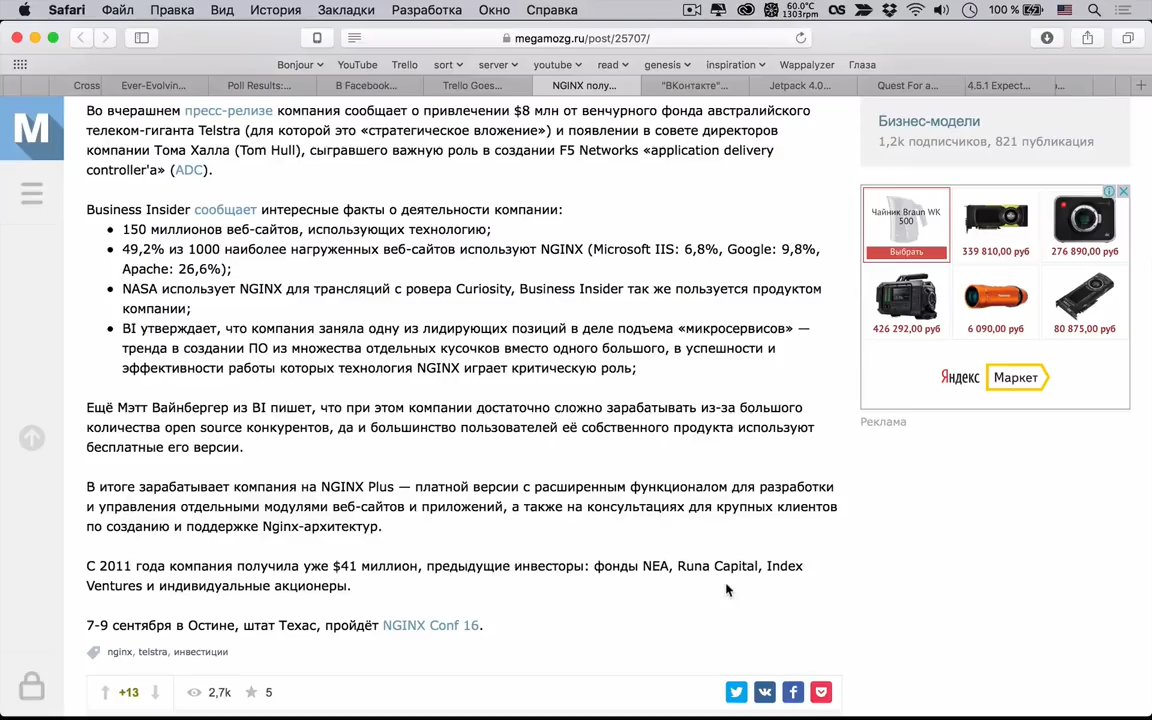 Safari Файл Правка Вид История Закладки Разработка Окно Справка 60.0°C 1303rpm 100 %
megamozg.ru/post/25707/
Bonjour YouTube Trello sort server youtube read genesis inspiration Wappalyzer Глаза
Cross Ever-Evolvin... Poll Results:... В Facebook... Trello Goes... NGINX полу... "ВКонтакте"... Jetpack 4.0... Quest For a... 4.5.1 Expect...
M
Во вчерашнем пресс-релизе компания сообщает о привлечении $8 млн от венчурного фонда австралийского
телеком-гиганта Telstra (для которой это «стратегическое вложение») и появлении в совете директоров
компании Тома Халла (Tom Hull), сыгравшего важную роль в создании F5 Networks «application delivery
controller'а» (ADC).
Business Insider сообщает интересные факты о деятельности компании:
• 150 миллионов веб-сайтов, использующих технологию;
• 49,2% из 1000 наиболее нагруженных веб-сайтов используют NGINX (Microsoft IIS: 6,8%, Google: 9,8%,
Apache: 26,6%);
• NASA использует NGINX для трансляций с ровера Curiosity, Business Insider так же пользуется продуктом
компании;
• BI утверждает, что компания заняла одну из лидирующих позиций в деле подъема «микросервисов» —
тренда в создании ПО из множества отдельных кусочков вместо одного большого, в успешности и
эффективности работы которых технология NGINX играет критическую роль;
Ещё Мэтт Вайнбергер из BI пишет, что при этом компании достаточно сложно зарабатывать из-за большого
количества open source конкурентов, да и большинство пользователей её собственного продукта используют
бесплатные его версии.
В итоге зарабатывает компания на NGINX Plus — платной версии с расширенным функционалом для разработки
и управления отдельными модулями веб-сайтов и приложений, а также на консультациях для крупных клиентов
по созданию и поддержке Nginx-архитектур.
С 2011 года компания получила уже $41 миллион, предыдущие инвесторы: фонды NEA, Runa Capital, Index
Ventures и индивидуальные акционеры.
7-9 сентября в Остине, штат Техас, пройдёт NGINX Conf 16.
nginx, telstra, инвестиции
+13 2,7k 5
Бизнес-модели
1,2k подписчиков, 821 публикация
Чайник Braun WK
500
Выбрать
339 810,00 руб
276 890,00 руб
426 292,00 руб
6 090,00 руб
80 875,00 руб
Яндекс Маркет
Реклама